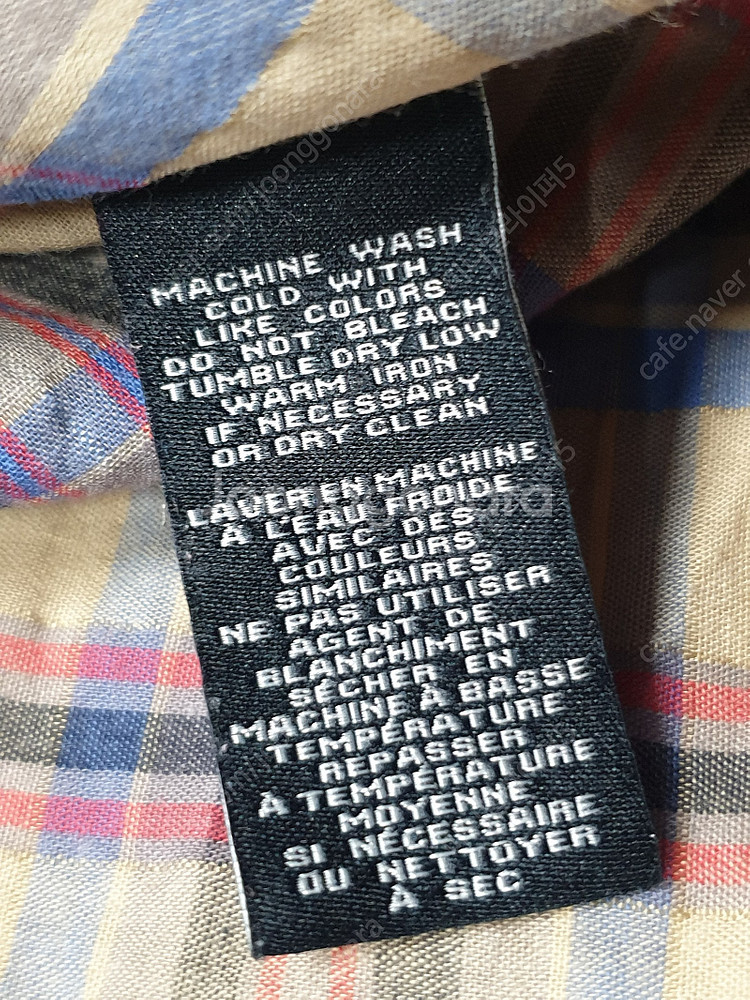 MACHINE WASH
COLD WITH
LIKE COLORS
DO NOT BLEACH
TUMBLE DRY LOW
WARM IRON
IF NECESSARY
OR DRY CLEAN
LAVER EN MACHINE
À L'EAU FROIDE
AVEC DES
COULEURS
SIMILAIRES
NE PAS UTILISER
AGENT DE
BLANCHIMENT
SÉCHER EN
MACHINE À BASSE
TEMPÉRATURE
REPASSER
À TEMPÉRATURE
MOYENNE
SI NÉCESSAIRE
OU NETTOYER
À SEC
cafe.naver